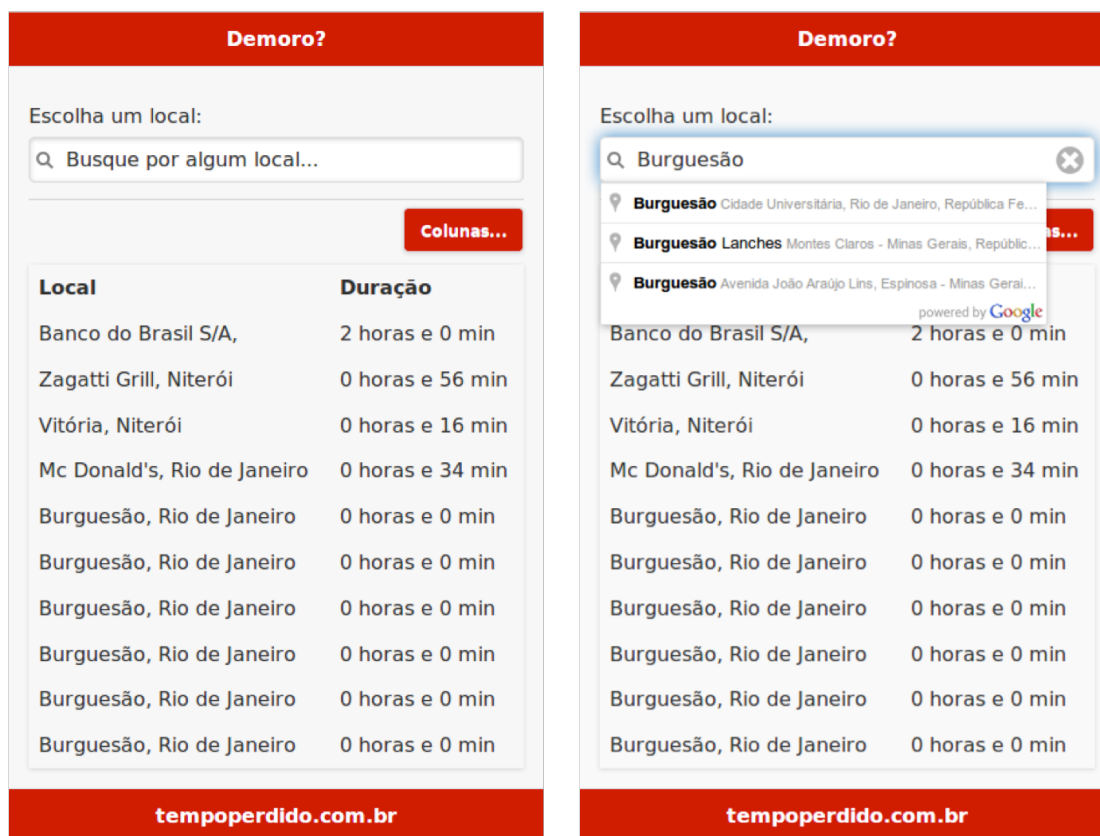 Demoro?
Escolha um local:
Busque por algum local...
Colunas...
Local Duração
Banco do Brasil S/A, 2 horas e 0 min
Zagatti Grill, Niterói 0 horas e 56 min
Vitória, Niterói 0 horas e 16 min
Mc Donald's, Rio de Janeiro 0 horas e 34 min
Burguesão, Rio de Janeiro 0 horas e 0 min
Burguesão, Rio de Janeiro 0 horas e 0 min
Burguesão, Rio de Janeiro 0 horas e 0 min
Burguesão, Rio de Janeiro 0 horas e 0 min
Burguesão, Rio de Janeiro 0 horas e 0 min
Burguesão, Rio de Janeiro 0 horas e 0 min
tempoperdido.com.br
Demoro?
Escolha um local:
Burguesão
Burguesão Cidade Universitária, Rio de Janeiro, República Fe...
Burguesão Lanches Montes Claros - Minas Gerais, Repúblic...
as...
Burguesão Avenida João Araújo Lins, Espinosa - Minas Gerai...
powered by Google
Banco do Brasil S/A, 2 horas e 0 min
Zagatti Grill, Niterói 0 horas e 56 min
Vitória, Niterói 0 horas e 16 min
Mc Donald's, Rio de Janeiro 0 horas e 34 min
Burguesão, Rio de Janeiro 0 horas e 0 min
Burguesão, Rio de Janeiro 0 horas e 0 min
Burguesão, Rio de Janeiro 0 horas e 0 min
Burguesão, Rio de Janeiro 0 horas e 0 min
Burguesão, Rio de Janeiro 0 horas e 0 min
Burguesão, Rio de Janeiro 0 horas e 0 min
tempoperdido.com.br